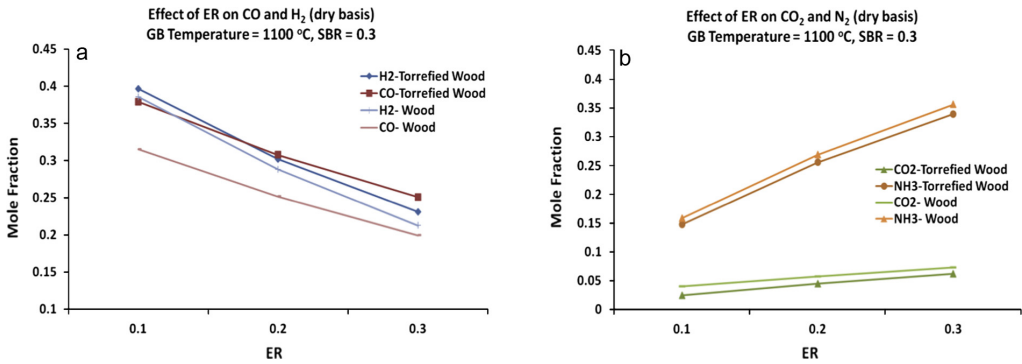 Effect of ER on CO and H₂ (dry basis)
GB Temperature = 1100 °C, SBR = 0.3
a
0.45
0.4
0.35
0.3
0.25
0.2
0.15
0.1
Mole Fraction
H2-Torrefied Wood
CO-Torrefied Wood
H2- Wood
CO- Wood
0.1
0.2
0.3
ER
Effect of ER on CO₂ and N₂ (dry basis)
GB Temperature = 1100 °C, SBR = 0.3
b
0.45
0.4
0.35
0.3
0.25
0.2
0.15
0.1
0.05
0
Mole Fraction
CO2-Torrefied Wood
NH3-Torrefied Wood
CO2- Wood
NH3- Wood
0.1
0.2
0.3
ER